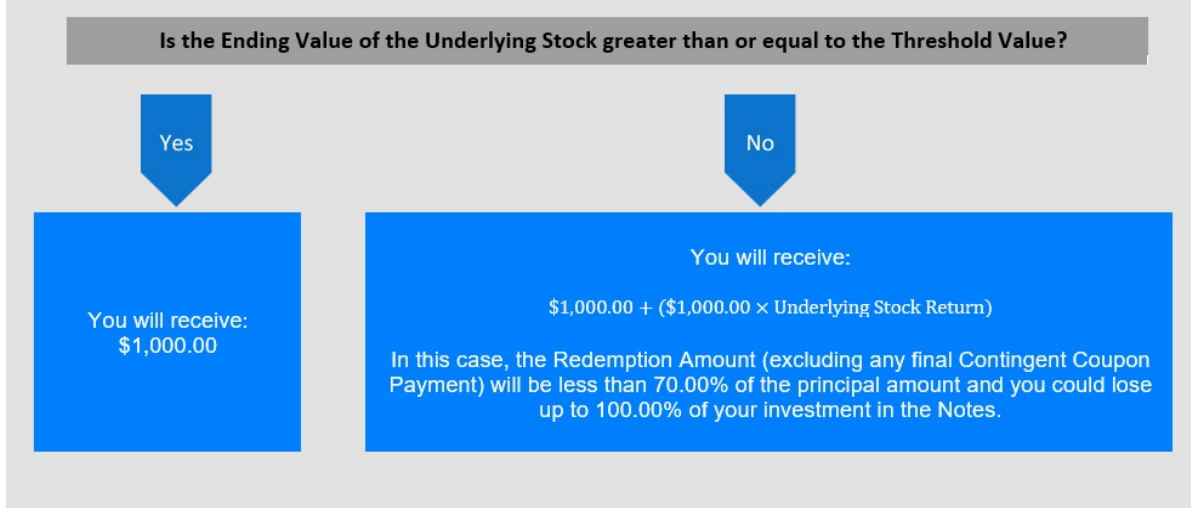 Is the Ending Value of the Underlying Stock greater than or equal to the Threshold Value?
Yes
No
You will receive:
$1,000.00
You will receive:
$1,000.00 + ($1,000.00 × Underlying Stock Return)
In this case, the Redemption Amount (excluding any final Contingent Coupon
Payment) will be less than 70.00% of the principal amount and you could lose
up to 100.00% of your investment in the Notes.